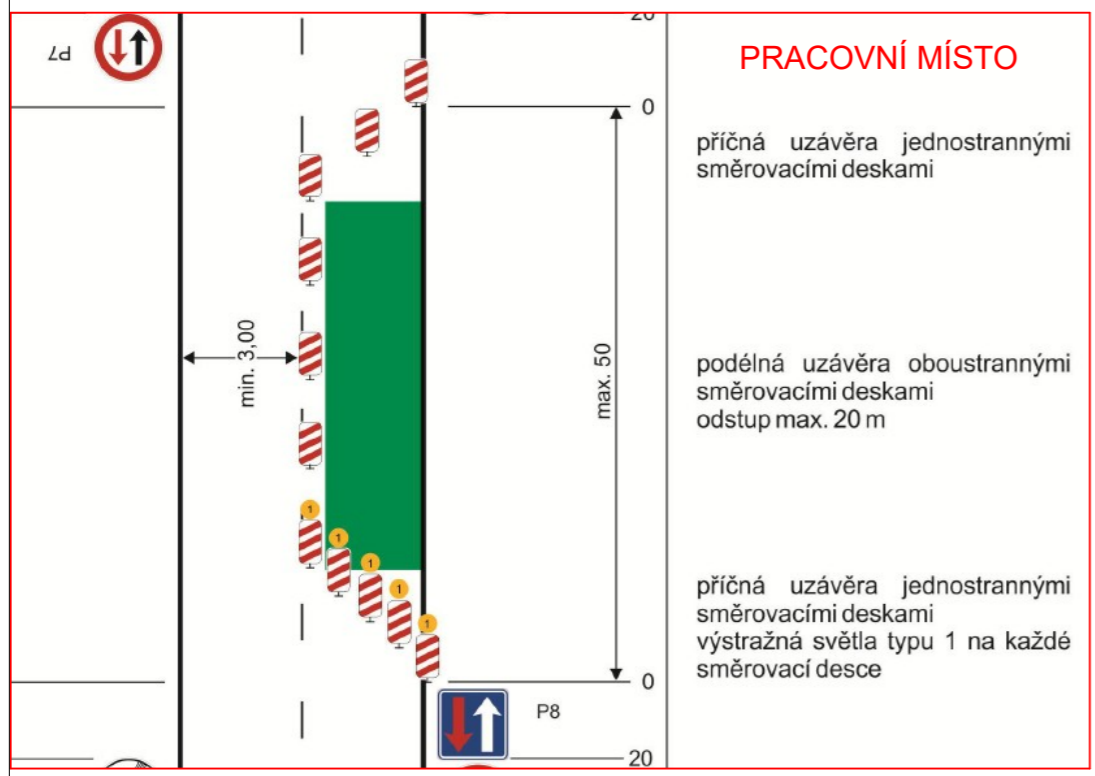 20
P7
PRACOVNÍ MÍSTO
0
příčná uzávěra jednostrannými
směrovacími deskami
min. 3,00
max. 50
podélná uzávěra oboustrannými
směrovacími deskami
odstup max. 20 m
1
1
1
1
1
příčná uzávěra jednostrannými
směrovacími deskami
výstražná světla typu 1 na každé
směrovací desce
0
P8
20